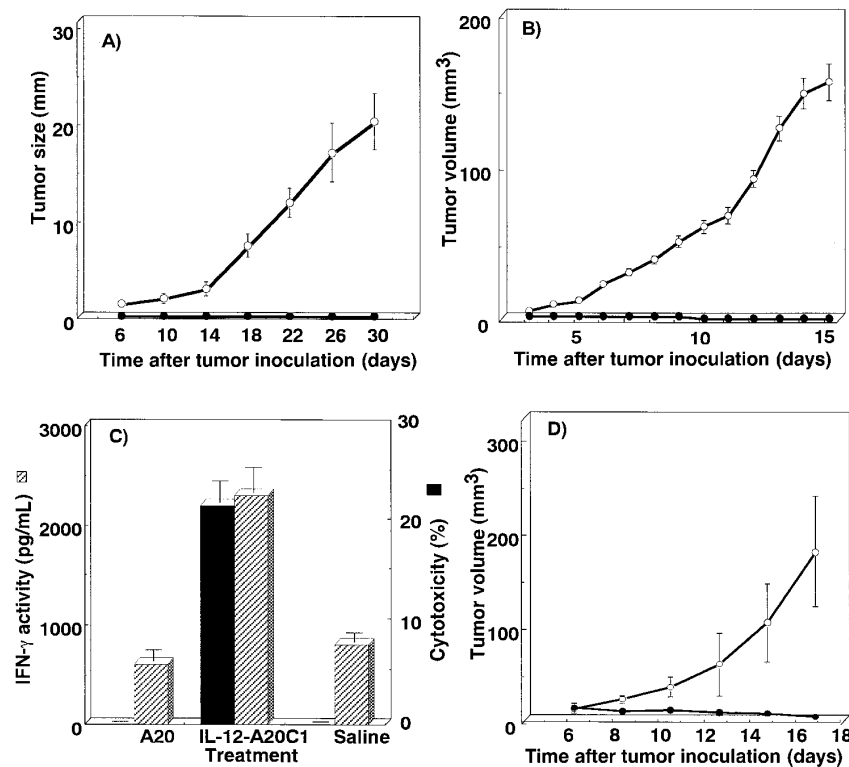 A)
30
20
10
0
Tumor size (mm)
6 10 14 18 22 26 30
Time after tumor inoculation (days)
B)
200
100
0
Tumor volume (mm³)
5 10 15
Time after tumor inoculation (days)
C)
3000
2000
1000
0
IFN-γ activity (pg/mL)
30
20
10
0
Cytotoxicity (%)
A20 IL-12-A20C1 Saline
Treatment
D)
300
200
100
0
Tumor volume (mm³)
6 8 10 12 14 16 18
Time after tumor inoculation (days)